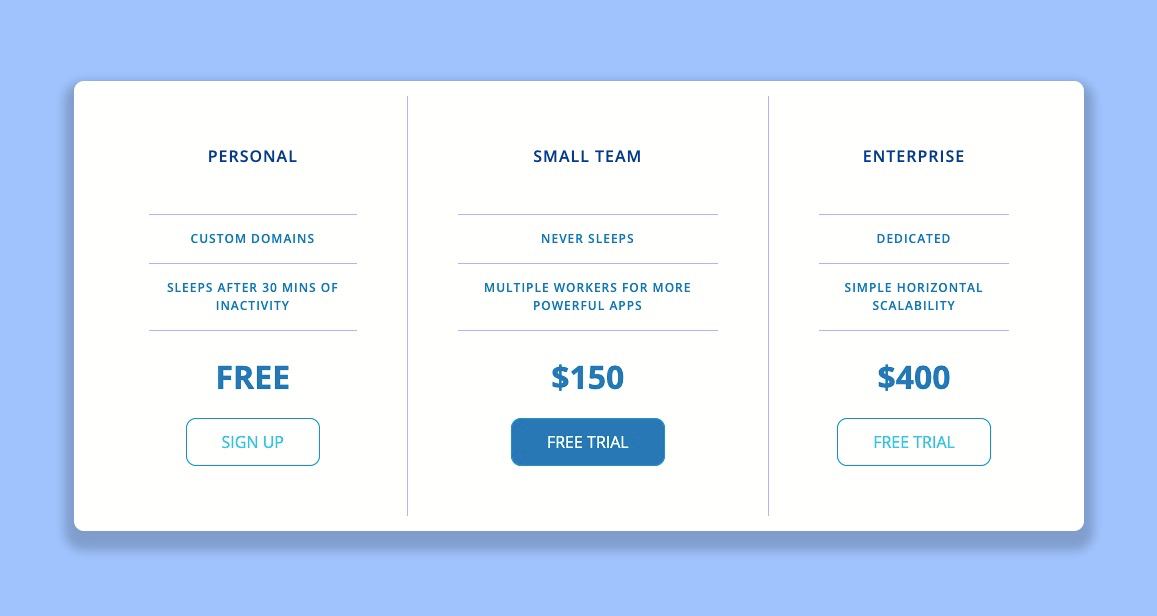 PERSONAL
CUSTOM DOMAINS
SLEEPS AFTER 30 MINS OF
INACTIVITY
FREE
SIGN UP
SMALL TEAM
NEVER SLEEPS
MULTIPLE WORKERS FOR MORE
POWERFUL APPS
$150
FREE TRIAL
ENTERPRISE
DEDICATED
SIMPLE HORIZONTAL
SCALABILITY
$400
FREE TRIAL